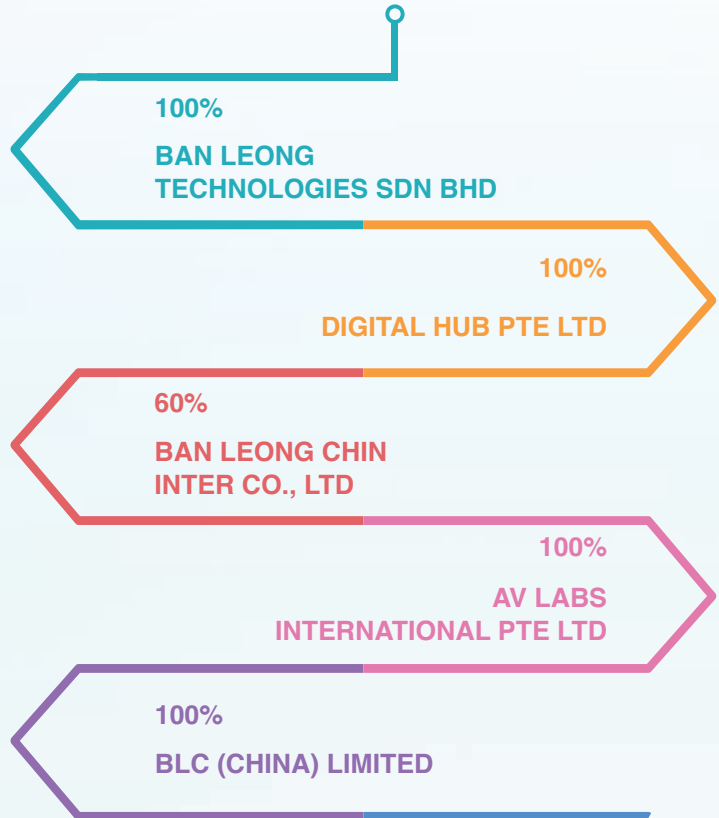 100%
BAN LEONG
TECHNOLOGIES SDN BHD
100%
DIGITAL HUB PTE LTD
60%
BAN LEONG CHIN
INTER CO., LTD
100%
AV LABS
INTERNATIONAL PTE LTD
100%
BLC (CHINA) LIMITED